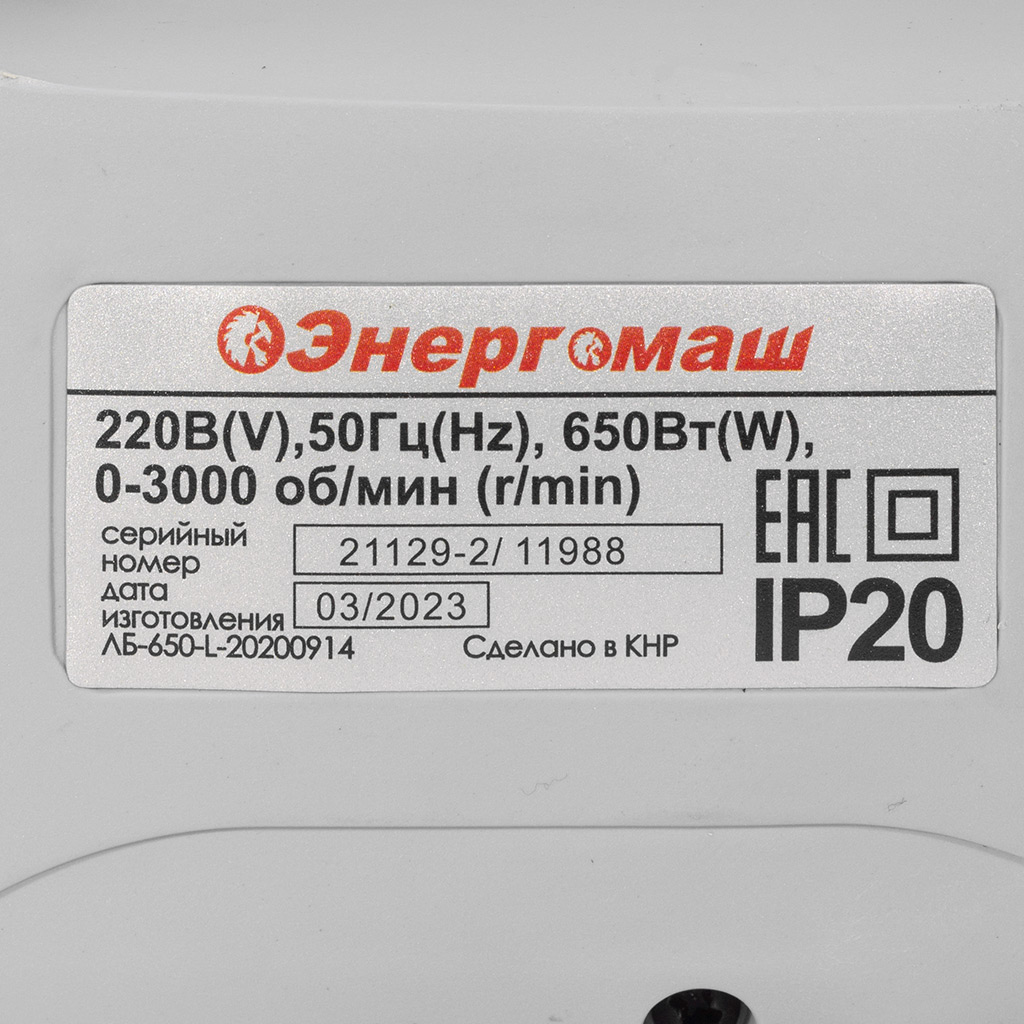 Энергомаш
220В(V),50Гц(Hz), 650Вт(W),
0-3000 об/мин (r/min)
EAC
серийный
номер
21129-2/ 11988
дата
изготовления
03/2023
IP20
ЛБ-650-L-20200914
Сделано в КНР